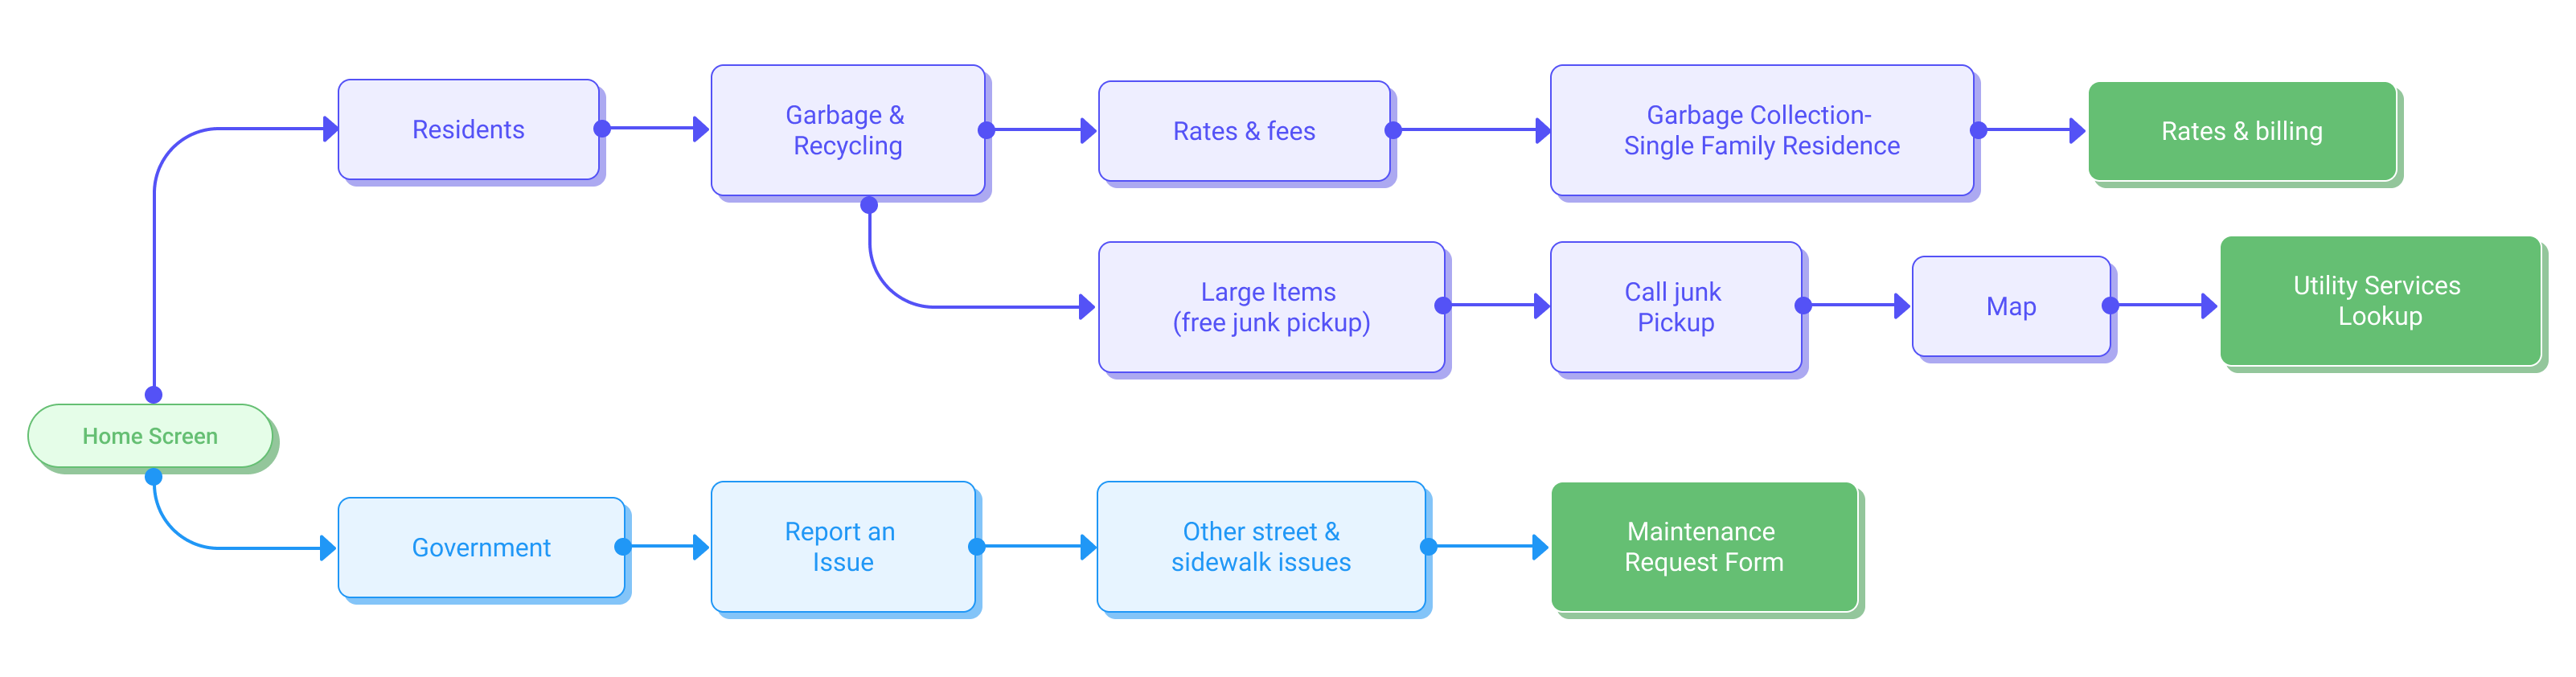 Residents
Garbage &
Recycling
Rates & fees
Garbage Collection-
Single Family Residence
Rates & billing
Large Items
(free junk pickup)
Call junk
Pickup
Map
Utility Services
Lookup
Home Screen
Government
Report an
Issue
Other street &
sidewalk issues
Maintenance
Request Form